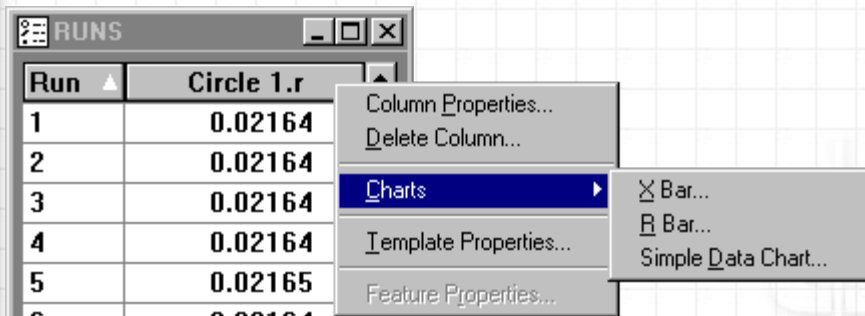 RUNS
Run Circle 1.r
1 0.02164
2 0.02164
3 0.02164
4 0.02164
5 0.02165
Column Properties...
Delete Column...
Charts
Template Properties...
Feature Properties...
X Bar...
R Bar...
Simple Data Chart...